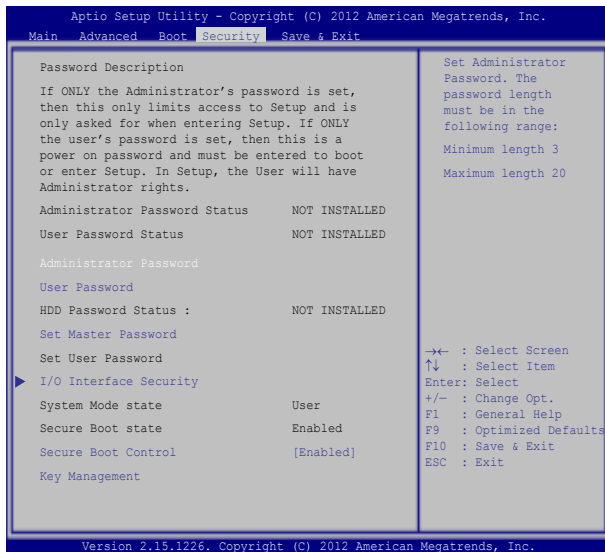 Aptio Setup Utility - Copyright (C) 2012 American Megatrends, Inc.
Main Advanced Boot Security Save & Exit
Password Description
If ONLY the Administrator's password is set,
then this only limits access to Setup and is
only asked for when entering Setup. If ONLY
the user's password is set, then this is a
power on password and must be entered to boot
or enter Setup. In Setup, the User will have
Administrator rights.
Administrator Password Status NOT INSTALLED
User Password Status NOT INSTALLED
Administrator Password
User Password
HDD Password Status : NOT INSTALLED
Set Master Password
Set User Password
I/O Interface Security
System Mode state User
Secure Boot state Enabled
Secure Boot Control [Enabled]
Key Management
Set Administrator
Password. The
password length
must be in the
following range:
Minimum length 3
Maximum length 20
→← : Select Screen
↑↓ : Select Item
Enter: Select
+/— : Change Opt.
F1 : General Help
F9 : Optimized Defaults
F10 : Save & Exit
ESC : Exit
Version 2.15.1226. Copyright (C) 2012 American Megatrends, Inc.